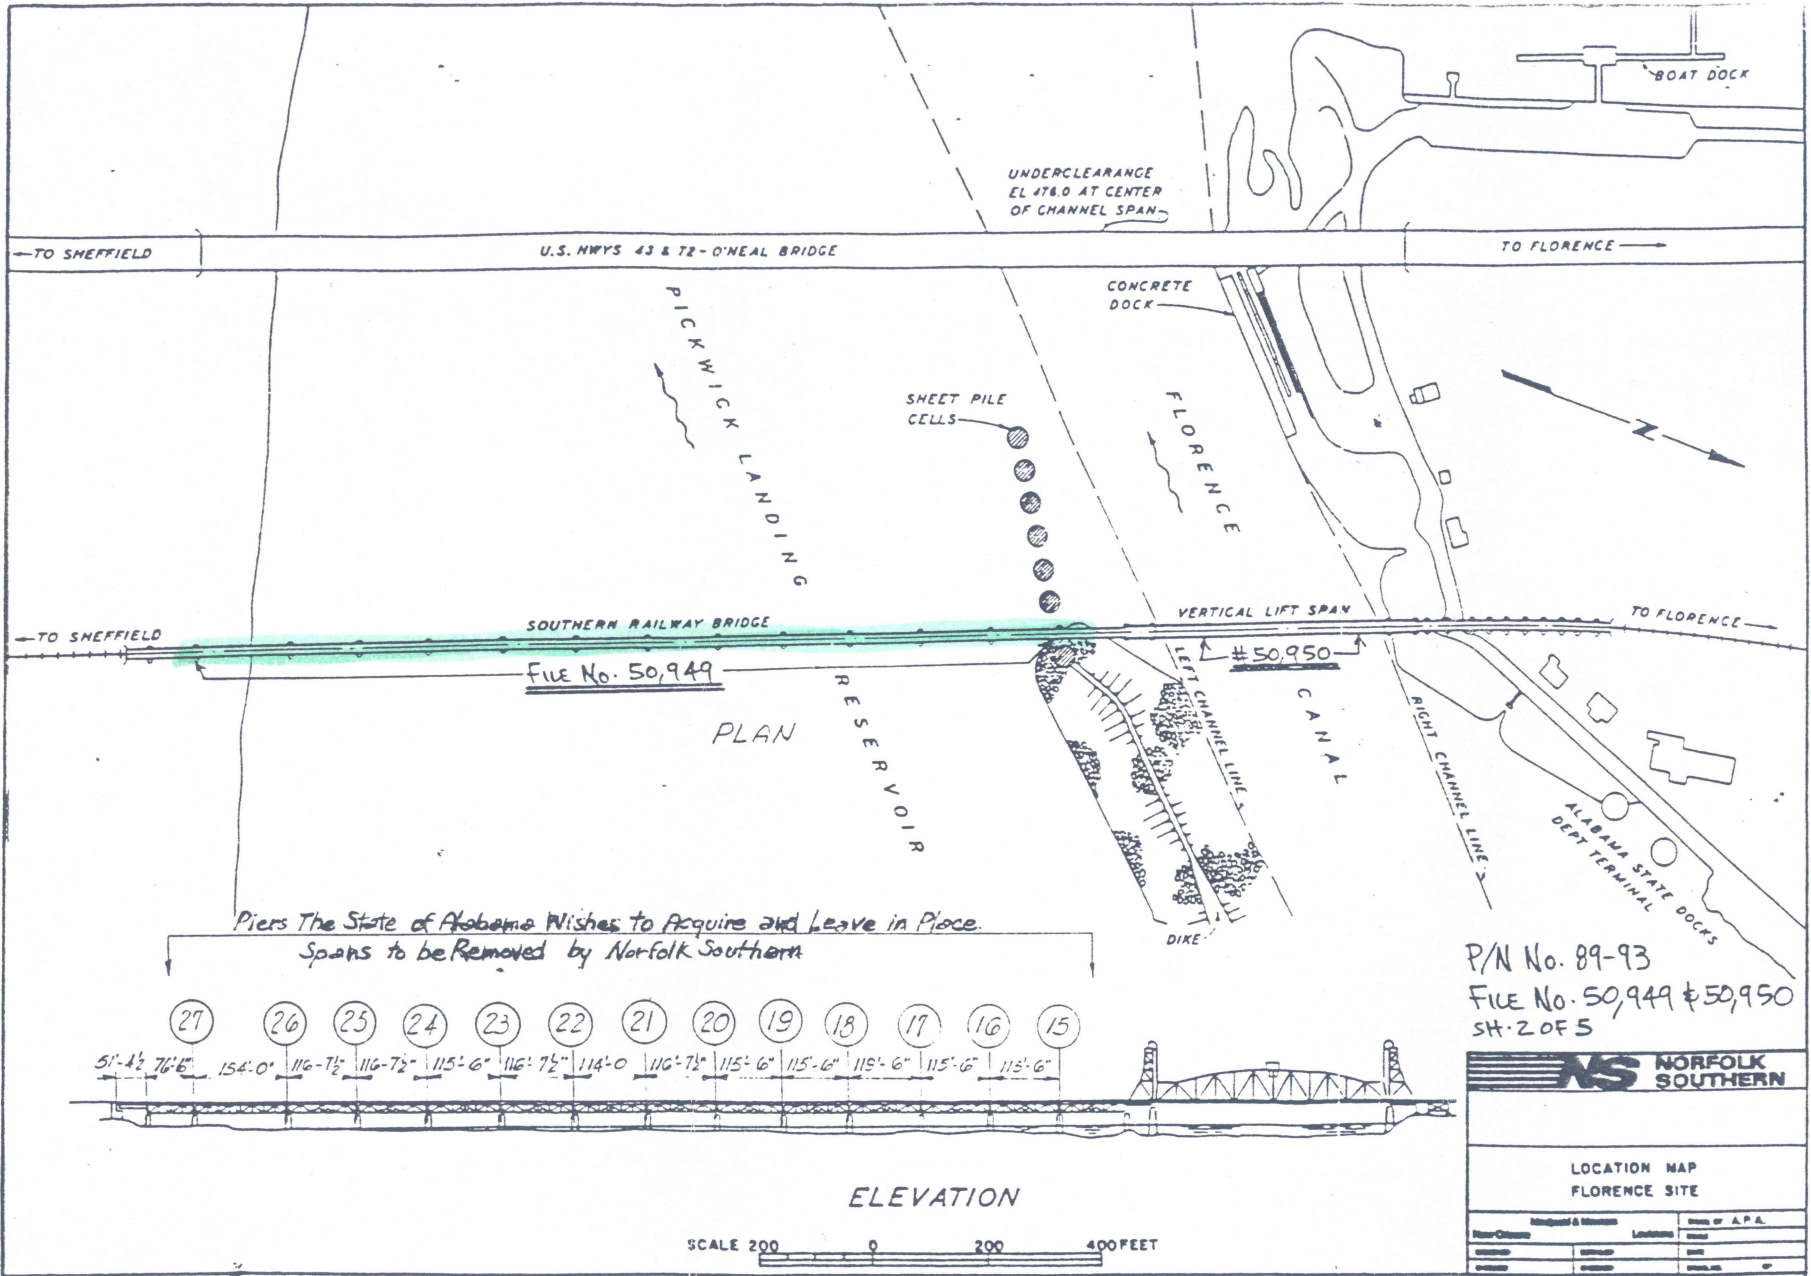 BOAT DOCK
UNDERCLEARANCE
EL 476.0 AT CENTER
OF CHANNEL SPAN
TO SHEFFIELD
U.S. HWYS 43 & 72 - O'NEAL BRIDGE
TO FLORENCE
CONCRETE
DOCK
PICKWICK LANDING
SHEET PILE
CELLS
FLORENCE
N
TO SHEFFIELD
SOUTHERN RAILWAY BRIDGE
VERTICAL LIFT SPAN
TO FLORENCE
FILE No. 50,949
#50,950
RESERVOIR
PLAN
LEFT CHANNEL LINE
CANAL
RIGHT CHANNEL LINE
ALABAMA STATE DOCKS
DEPT TERMINAL
DIKE
Piers The State of Alabama Wishes to Acquire and Leave in Place.
Spans to be Removed by Norfolk Southern
P/N No. 89-93
FILE No. 50,949 & 50,950
SH. 2 OF 5
27 26 25 24 23 22 21 20 19 18 17 16 15
51'-4½ 76'-6" 154'-0" 116-7½" 116-7½" 115'-6" 116'-7½" 114'-0 116'-7½" 115'-6" 115'-6" 115'-6" 115'-6" 115'-6"
NS NORFOLK
SOUTHERN
LOCATION MAP
FLORENCE SITE
ELEVATION
SCALE 200 0 200 400 FEET
New Orleans
Louisiana
A.P.A.